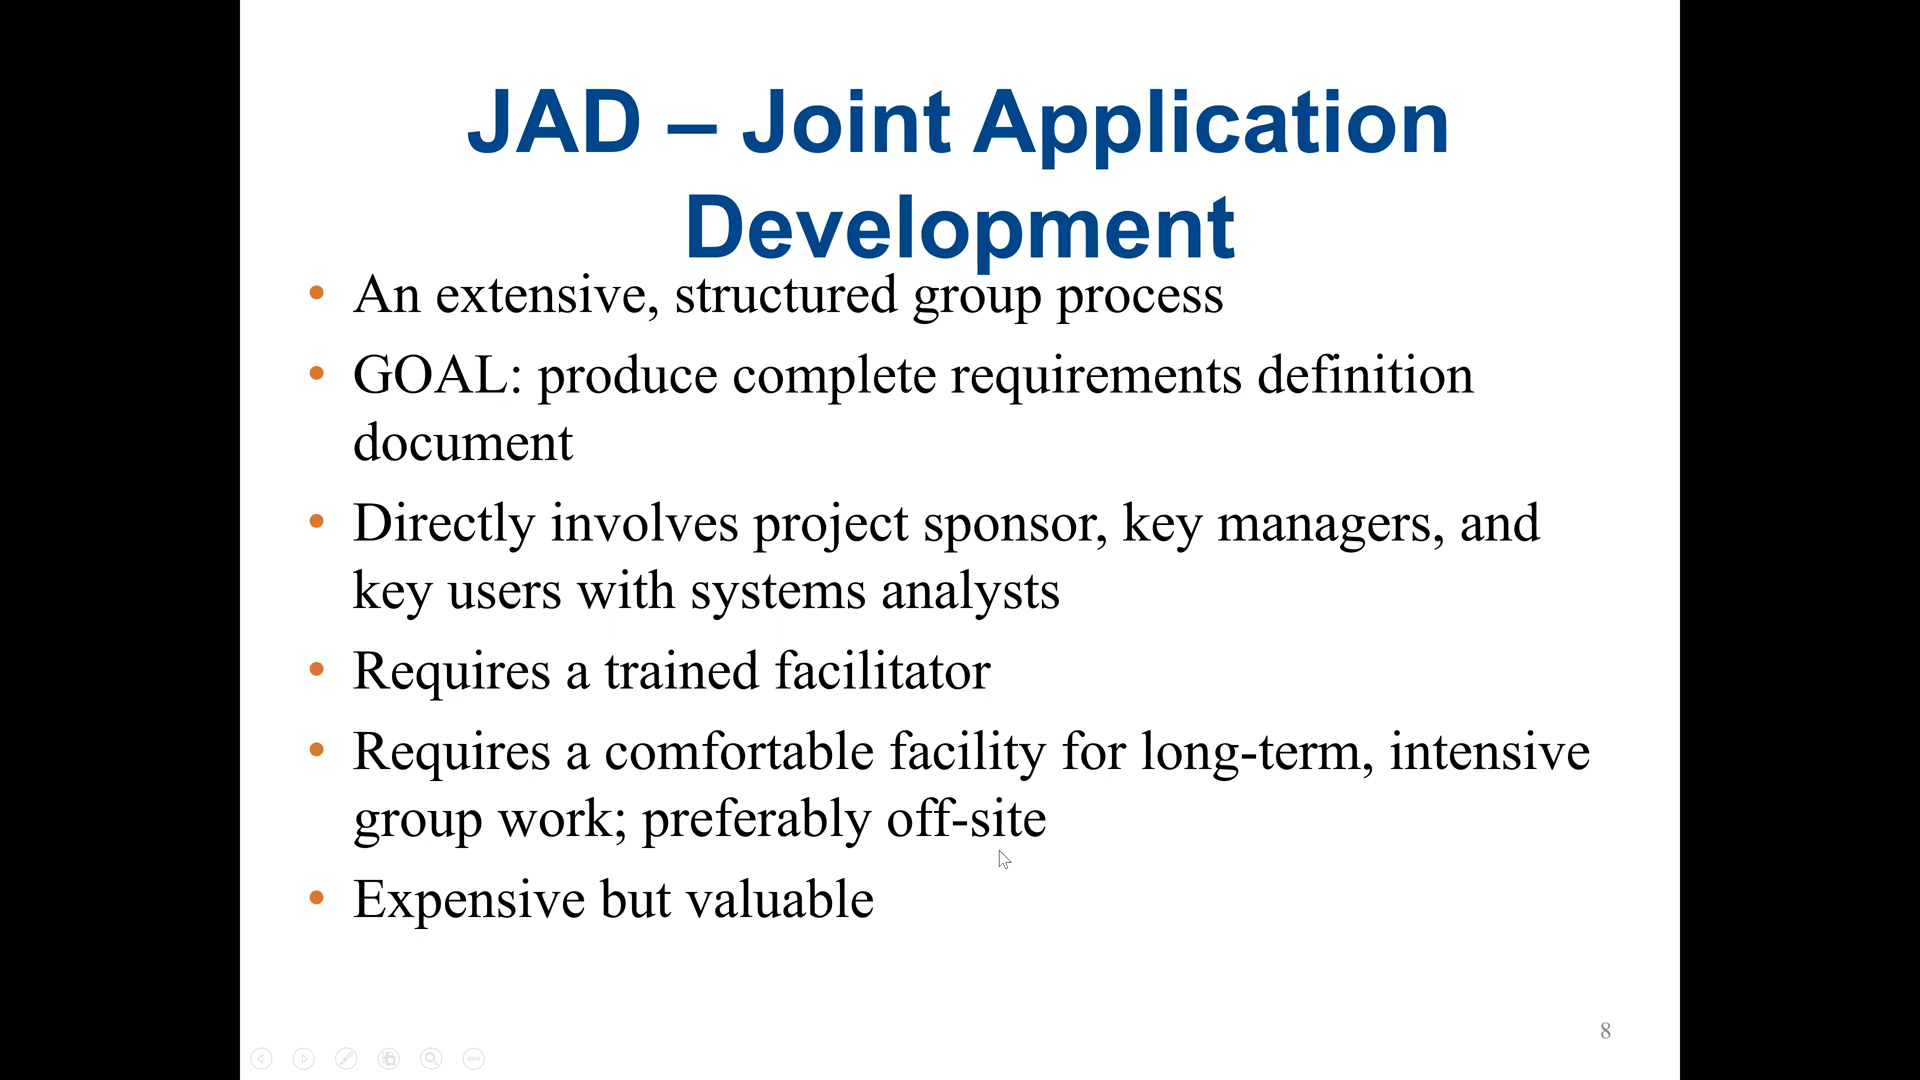 JAD – Joint Application
Development
• An extensive, structured group process
• GOAL: produce complete requirements definition
document
• Directly involves project sponsor, key managers, and
key users with systems analysts
• Requires a trained facilitator
• Requires a comfortable facility for long-term, intensive
group work; preferably off-site
• Expensive but valuable
8